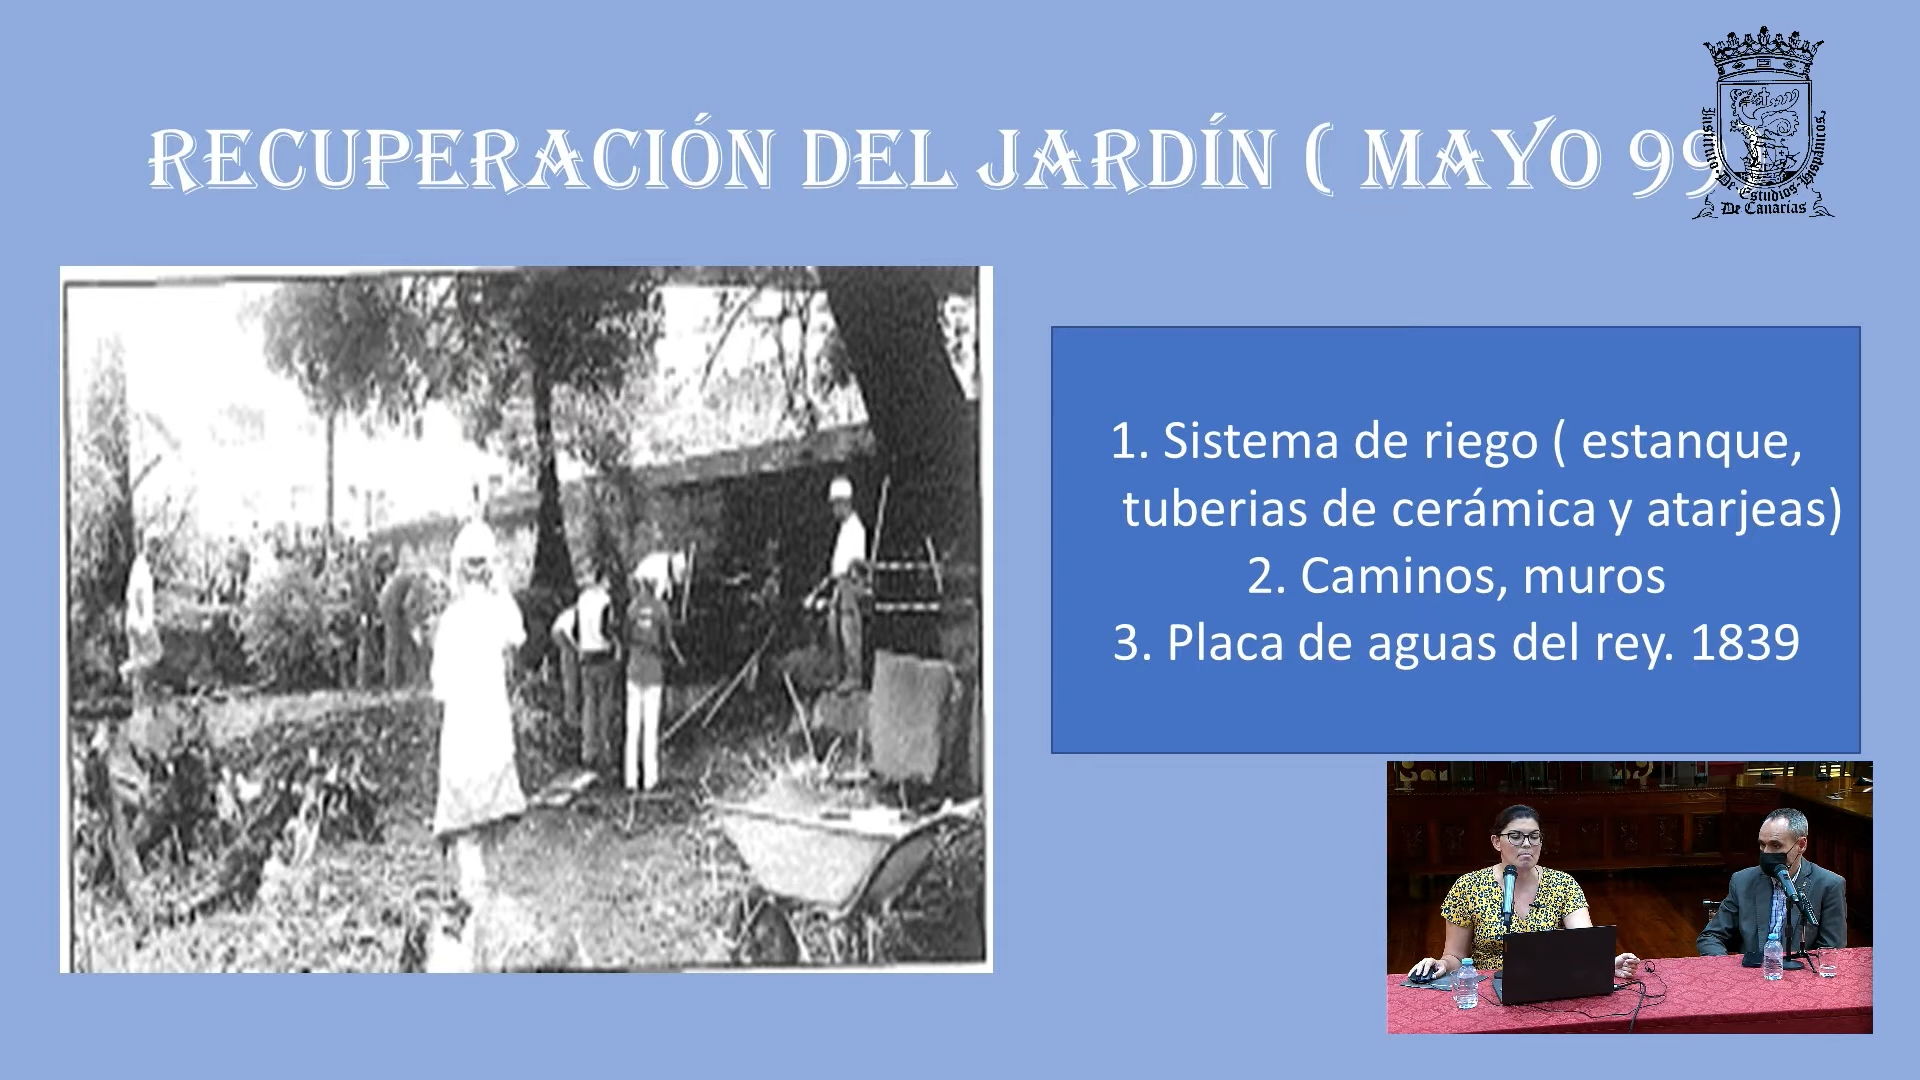 RECUPERACIÓN DEL JARDÍN ( MAYO 99
Instituto de Estudios Hispánicos
De Canarias
1. Sistema de riego ( estanque,
tuberias de cerámica y atarjeas)
2. Caminos, muros
3. Placa de aguas del rey. 1839